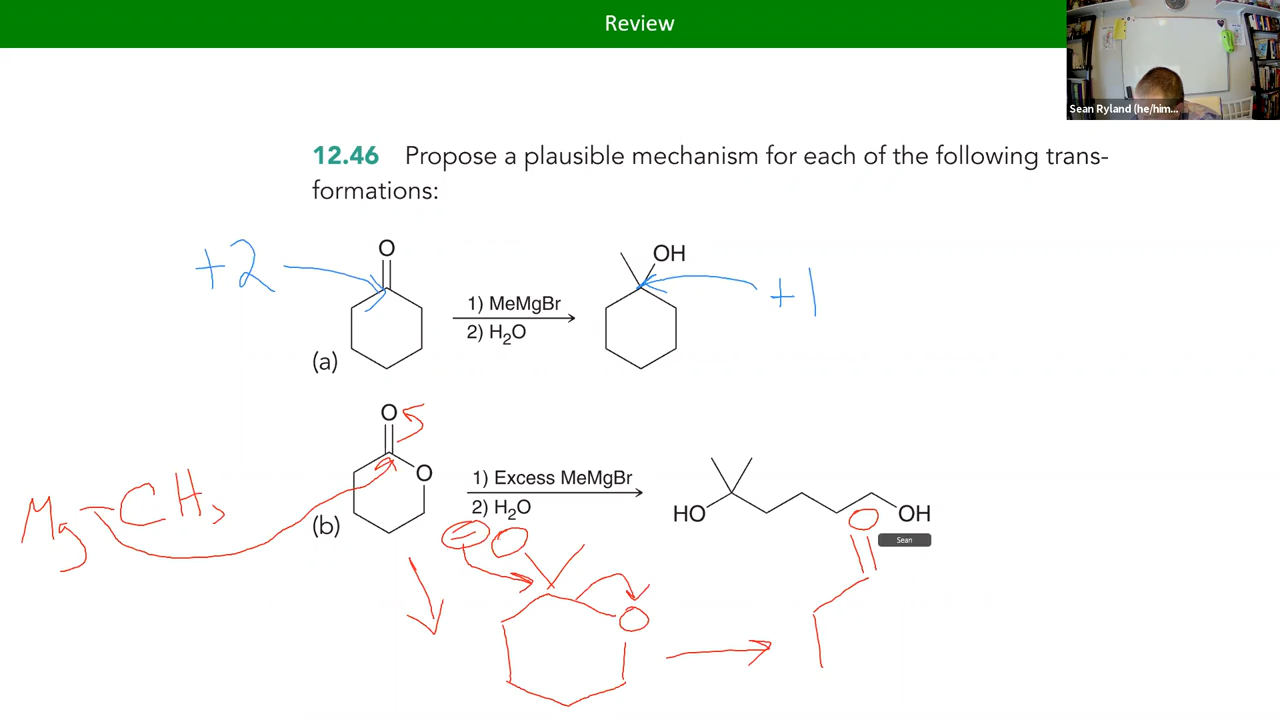 Review
Sean Ryland (he/him...
12.46 Propose a plausible mechanism for each of the following trans-
formations:
+2
O
1) MeMgBr
2) H₂O
OH
+1
(a)
O
O
Mg-CH₃
1) Excess MeMgBr
2) H₂O
HO
OH
(b)
⊖ O
O
O
Sean